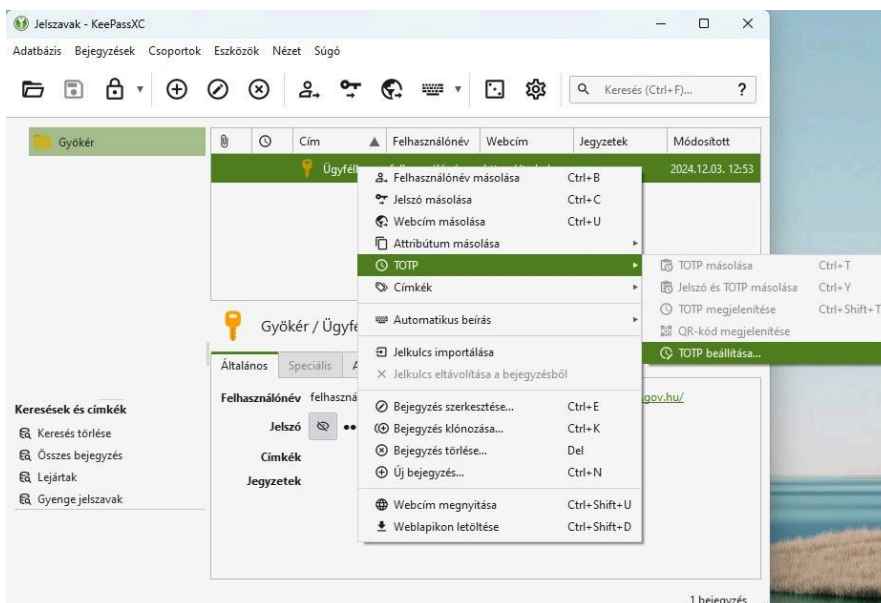 Jelszavak - KeePassXC
Adatbázis Bejegyzések Csoportok Eszközök Nézet Súgó
Keresés (Ctrl+F)... ?
Gyökér
Cím Felhasználónév Webcím Jegyzetek Módosított
2024.12.03. 12:53
Felhasználónév másolása Ctrl+B
Jelszó másolása Ctrl+C
Webcím másolása Ctrl+U
Attribútum másolása
TOTP
Címkék
Automatikus beírás
Jelkulcs importálása
Jelkulcs eltávolítása a bejegyzésből
Bejegyzés szerkesztése... Ctrl+E
Bejegyzés klónozása... Ctrl+K
Bejegyzés törlése... Del
Új bejegyzés... Ctrl+N
Webcím megnyitása Ctrl+Shift+U
Weblapikon letöltése Ctrl+Shift+D
TOTP másolása Ctrl+T
Jelszó és TOTP másolása Ctrl+Y
TOTP megjelenítése Ctrl+Shift+T
QR-kód megjelenítése
TOTP beállítása...
Gyökér / Ügyfé
Általános Speciális
Felhasználónév felhaszná gov.hu/
Jelszó
Címkék
Jegyzetek
Keresések és címkék
Keresés törlése
Összes bejegyzés
Lejártak
Gyenge jelszavak
1 bejegyzés